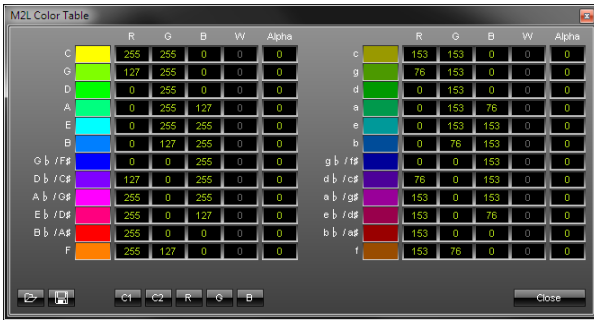 M2L Color Table
R G B W Alpha R G B W Alpha
C 255 255 0 0 0 c 153 153 0 0 0
G 127 255 0 0 0 g 76 153 0 0 0
D 0 255 0 0 0 d 0 153 0 0 0
A 0 255 127 0 0 a 0 153 76 0 0
E 0 255 255 0 0 e 0 153 153 0 0
B 0 127 255 0 0 b 0 76 153 0 0
G♭/F♯ 0 0 255 0 0 g♭/f♯ 0 0 153 0 0
D♭/C♯ 127 0 255 0 0 d♭/c♯ 76 0 153 0 0
A♭/G♯ 255 0 255 0 0 a♭/g♯ 153 0 153 0 0
E♭/D♯ 255 0 127 0 0 e♭/d♯ 153 0 76 0 0
B♭/A♯ 255 0 0 0 0 b♭/a♯ 153 0 0 0 0
F 255 127 0 0 0 f 153 76 0 0 0
C1 C2 R G B Close